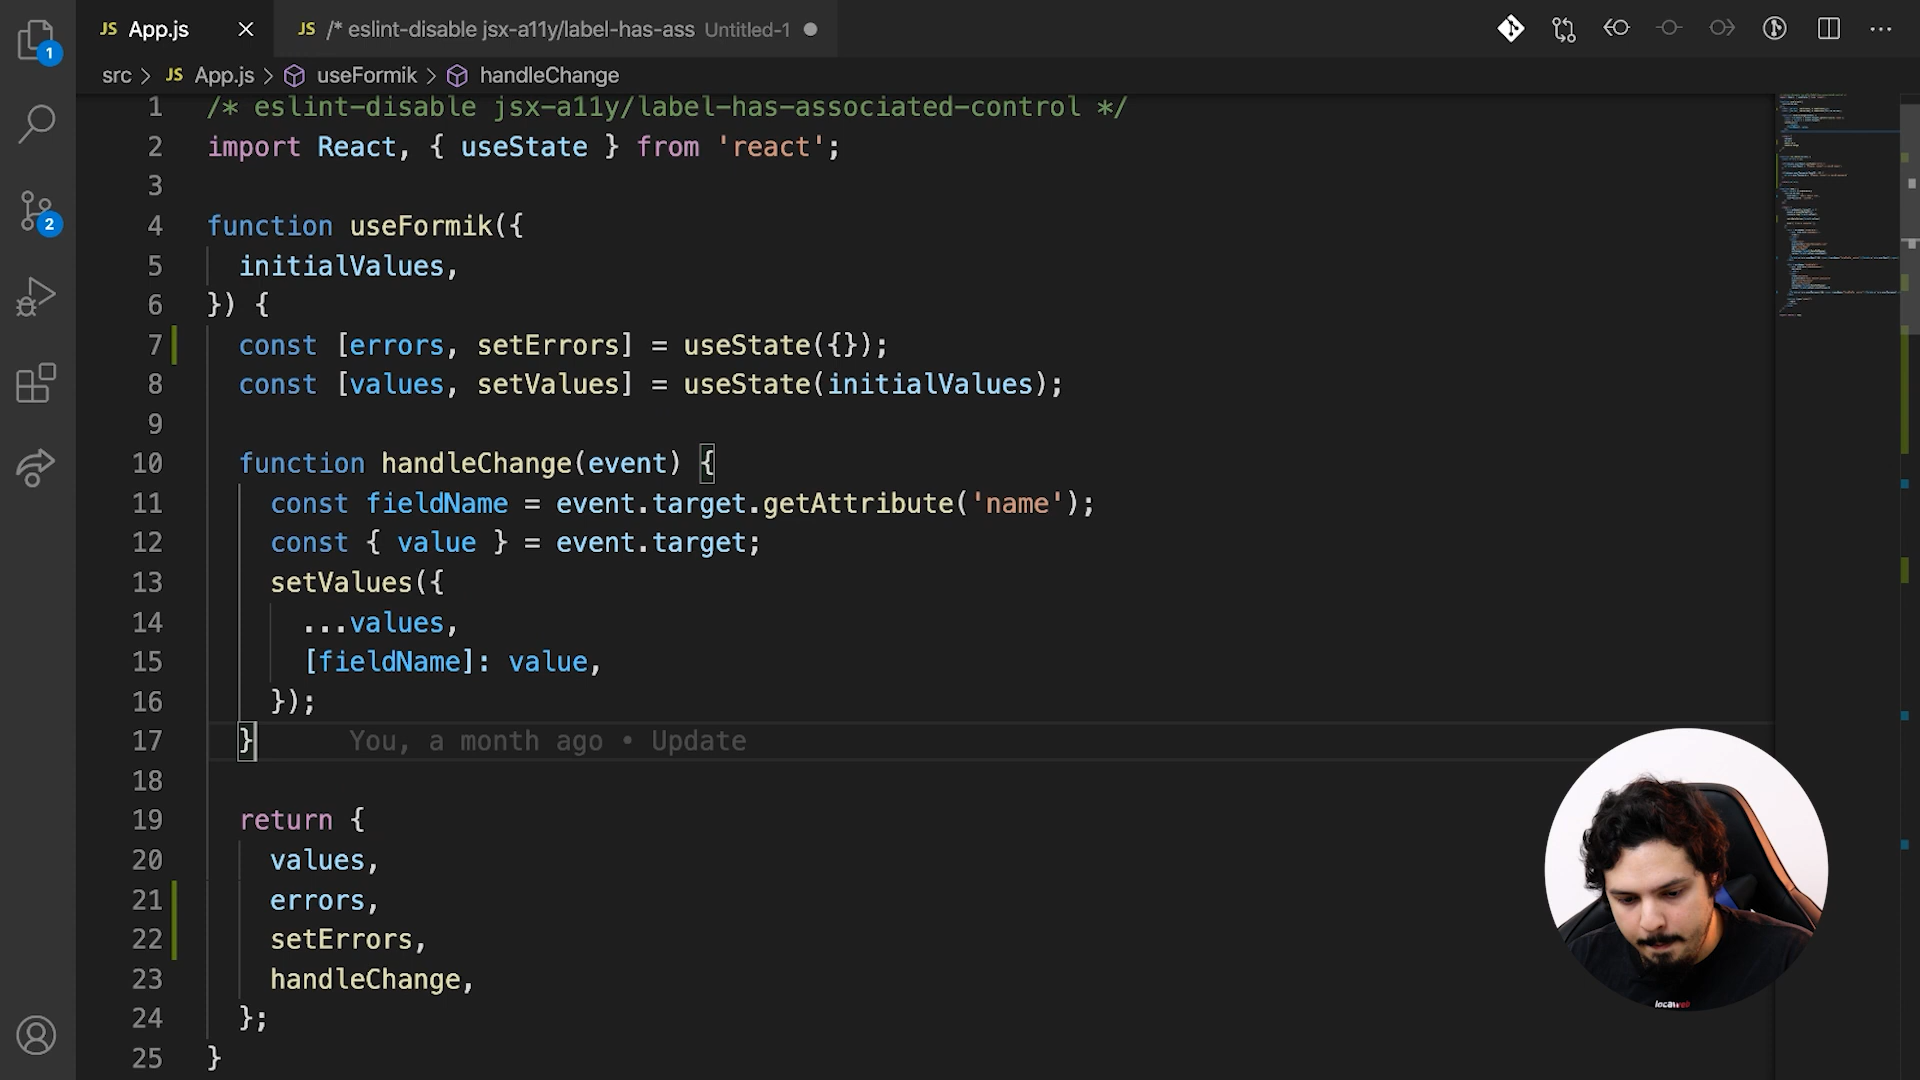 JS App.js
JS /* eslint-disable jsx-a11y/label-has-ass Untitled-1
src > JS App.js > useFormik > handleChange
1
2
1 /* eslint-disable jsx-a11y/label-has-associated-control */
2 import React, { useState } from 'react';
3
4 function useFormik({
5 initialValues,
6 }) {
7 const [errors, setErrors] = useState({});
8 const [values, setValues] = useState(initialValues);
9
10 function handleChange(event) {
11 const fieldName = event.target.getAttribute('name');
12 const { value } = event.target;
13 setValues({
14 ...values,
15 [fieldName]: value,
16 });
17 } You, a month ago • Update
18
19 return {
20 values,
21 errors,
22 setErrors,
23 handleChange,
24 };
25 }
locaweb